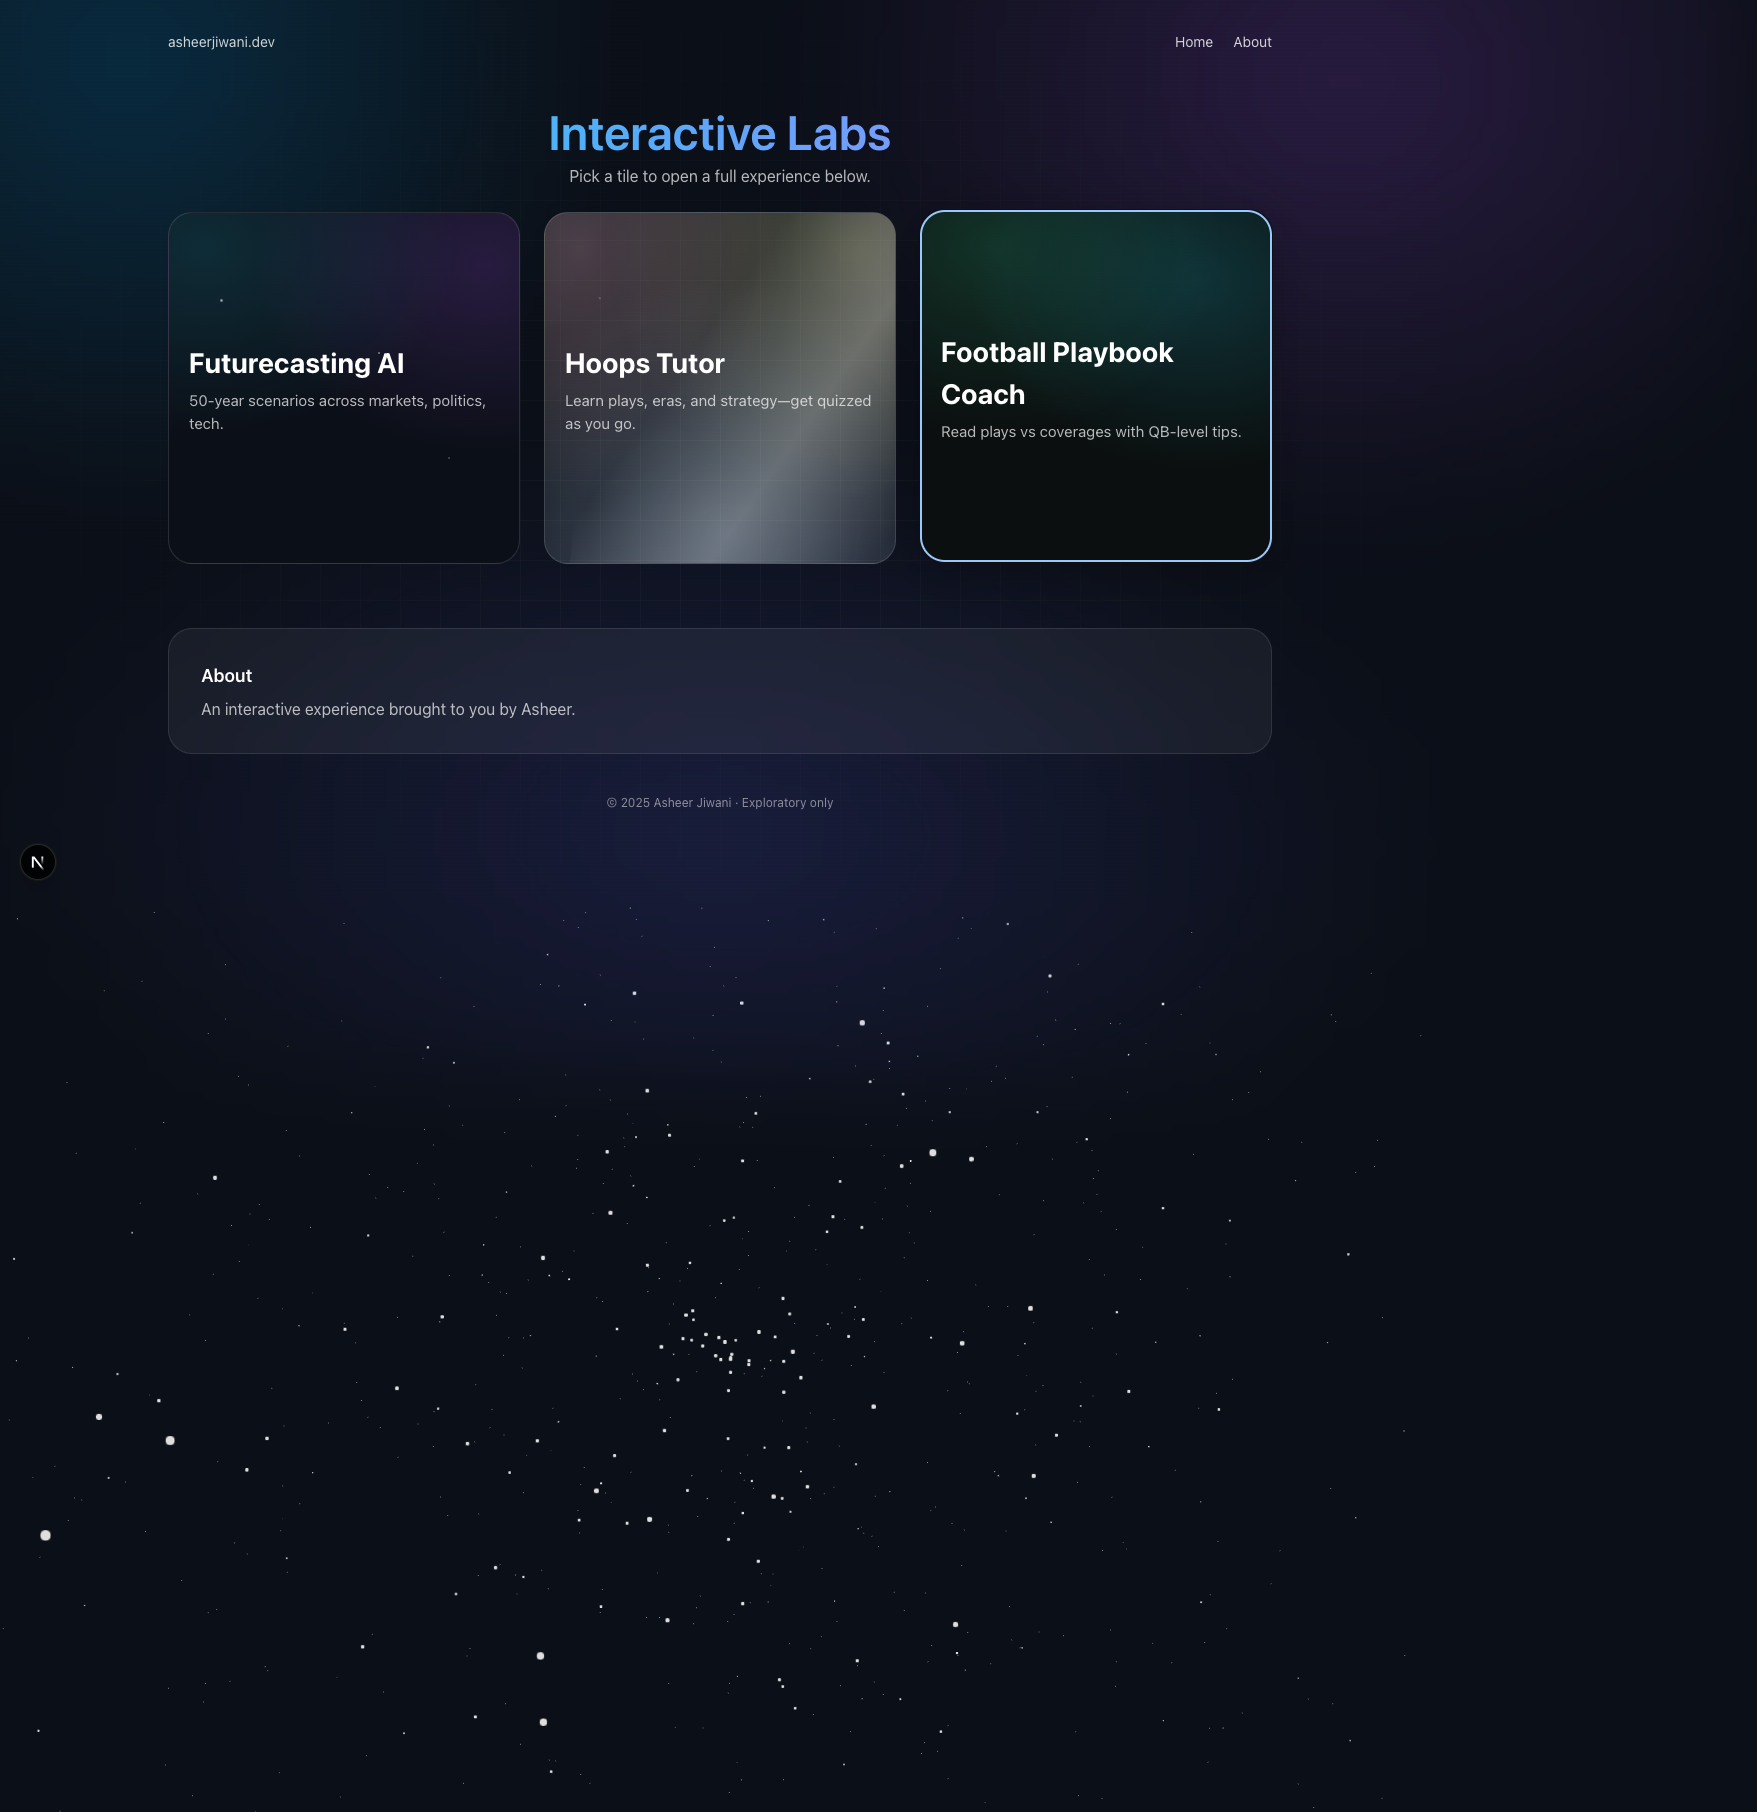 asheerjiwani.dev
Home About
Interactive Labs
Pick a tile to open a full experience below.
Futurecasting AI
50-year scenarios across markets, politics,
tech.
Hoops Tutor
Learn plays, eras, and strategy—get quizzed
as you go.
Football Playbook
Coach
Read plays vs coverages with QB-level tips.
About
An interactive experience brought to you by Asheer.
© 2025 Asheer Jiwani · Exploratory only
N